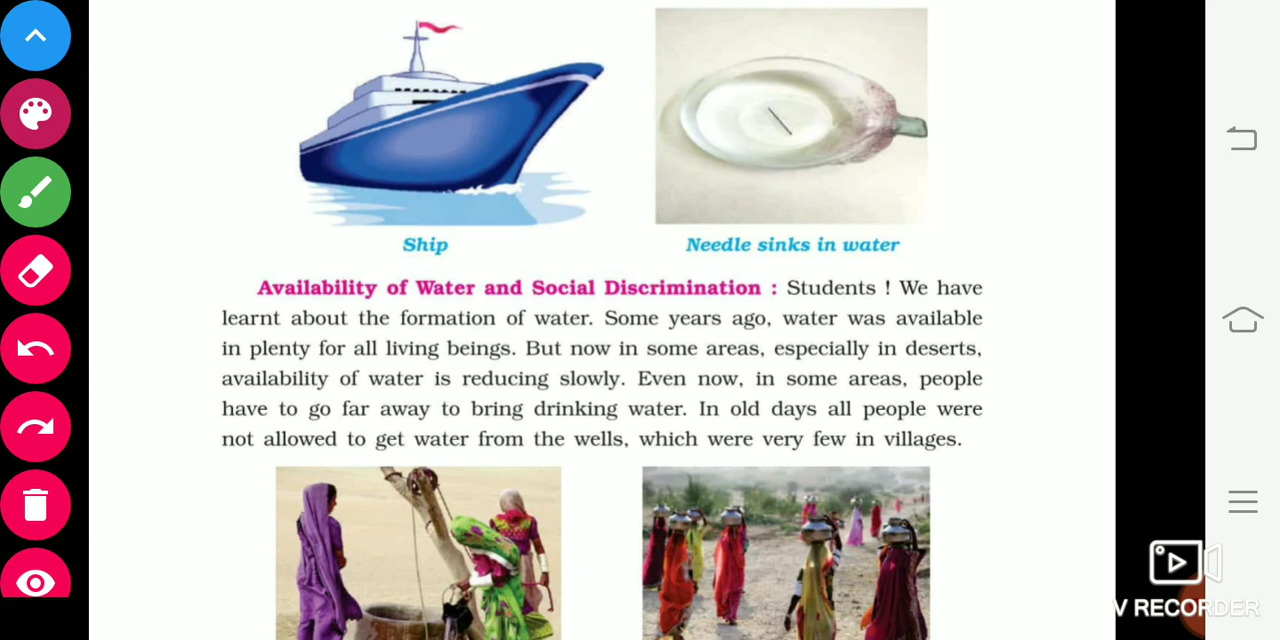 Ship
Needle sinks in water
Availability of Water and Social Discrimination : Students ! We have
learnt about the formation of water. Some years ago, water was available
in plenty for all living beings. But now in some areas, especially in deserts,
availability of water is reducing slowly. Even now, in some areas, people
have to go far away to bring drinking water. In old days all people were
not allowed to get water from the wells, which were very few in villages.
V RECORDER